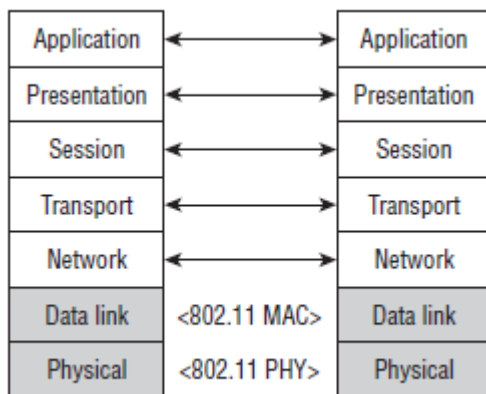 Application Application
Presentation Presentation
Session Session
Transport Transport
Network Network
Data link <802.11 MAC> Data link
Physical <802.11 PHY> Physical